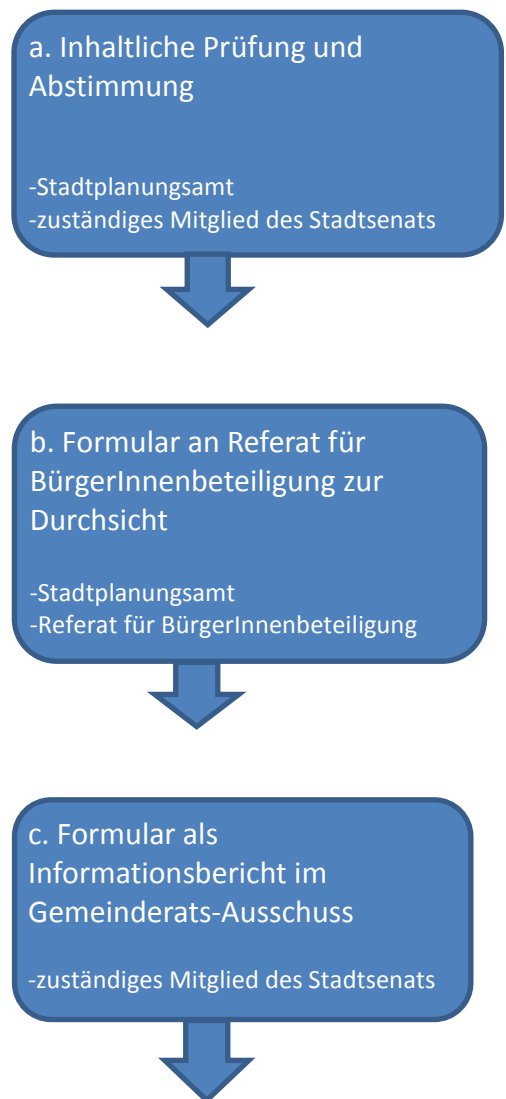 a. Inhaltliche Prüfung und
Abstimmung
-Stadtplanungsamt
-zuständiges Mitglied des Stadtsenats
b. Formular an Referat für
BürgerInnenbeteiligung zur
Durchsicht
-Stadtplanungsamt
-Referat für BürgerInnenbeteiligung
c. Formular als
Informationsbericht im
Gemeinderats-Ausschuss
-zuständiges Mitglied des Stadtsenats